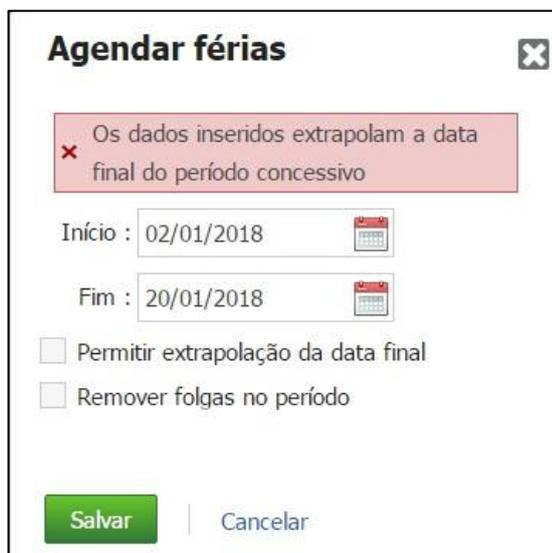 Agendar férias
Os dados inseridos extrapolam a data
final do período concessivo
Início : 02/01/2018
Fim : 20/01/2018
Permitir extrapolação da data final
Remover folgas no período
Salvar
Cancelar